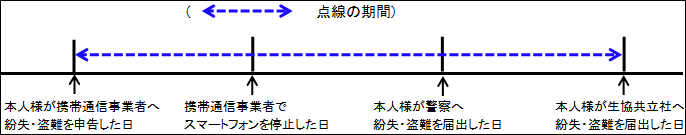 ( 点線の期間)
本人様が携帯通信事業者へ
紛失・盗難を申告した日
携帯通信事業者で
スマートフォンを停止した日
本人様が警察へ
紛失・盗難を届出した日
本人様が生協共立社へ
紛失・盗難を届出した日